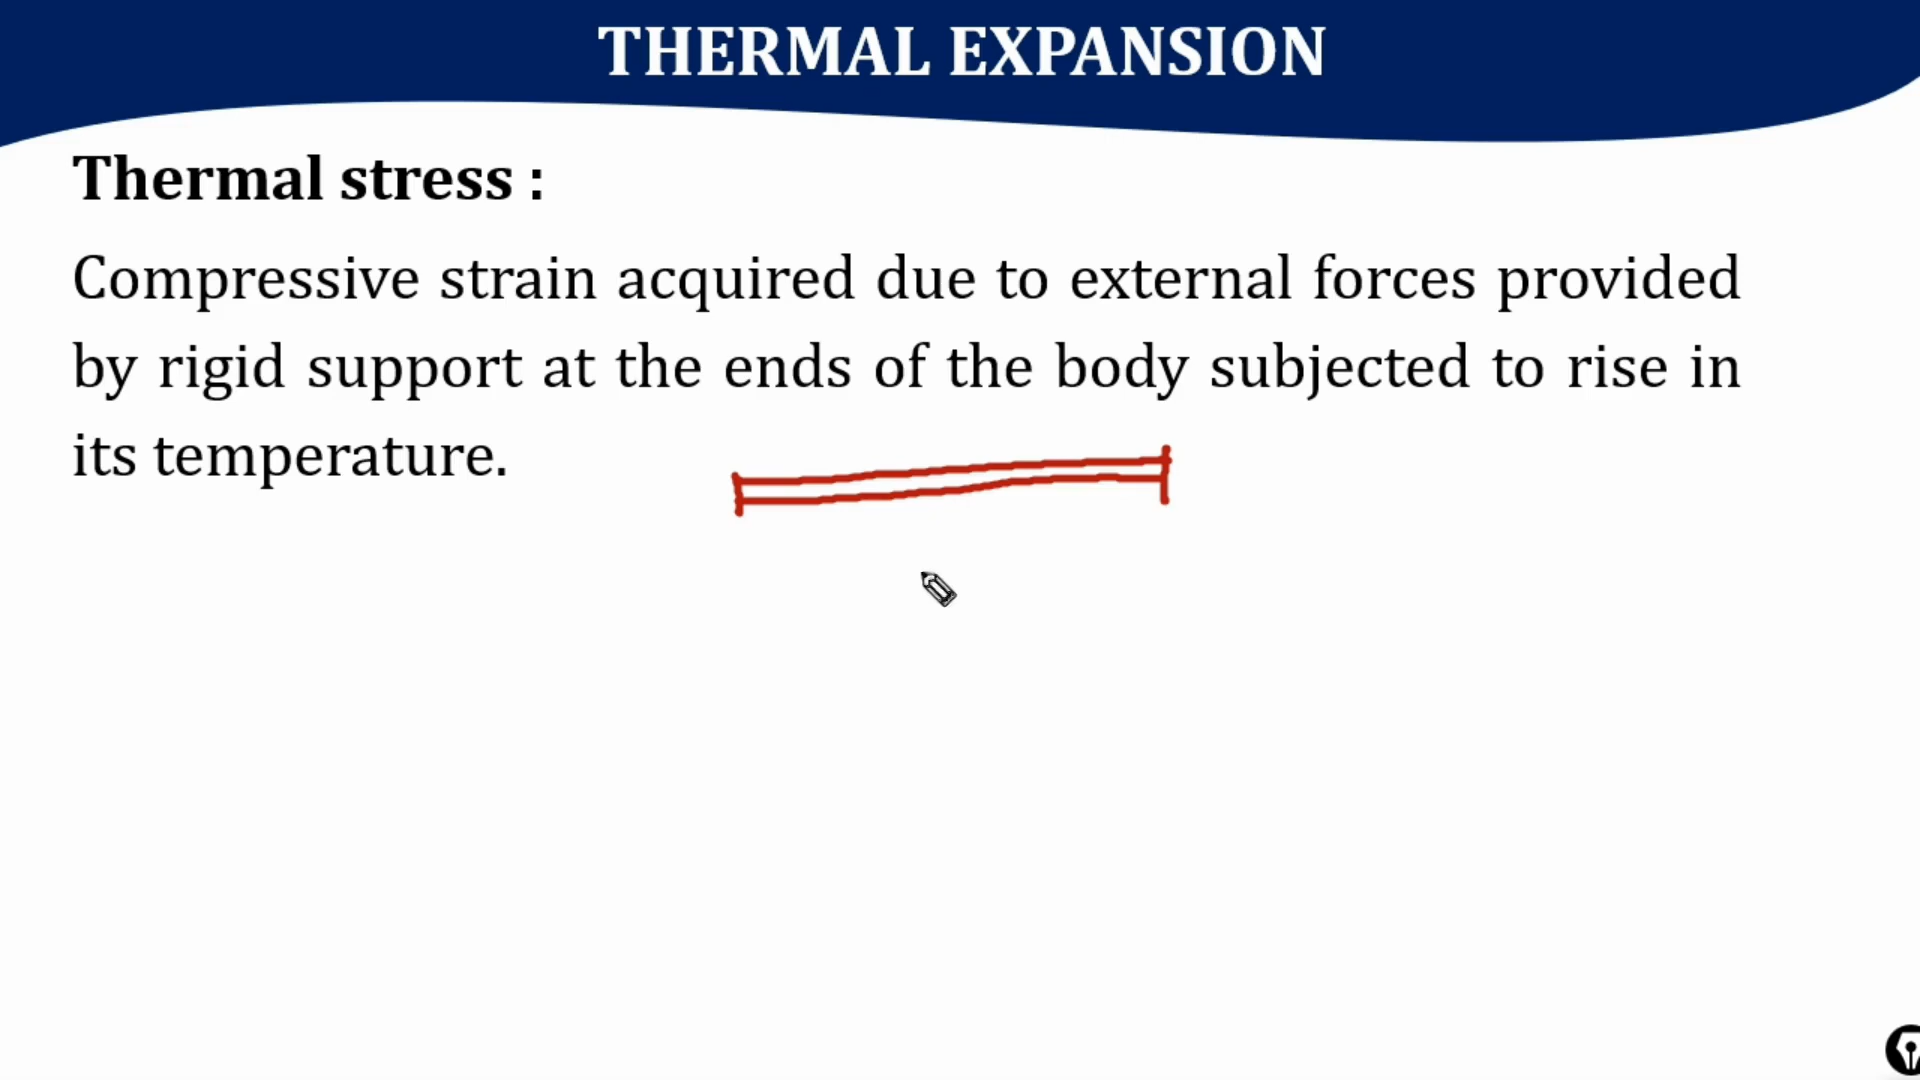 THERMAL EXPANSION
Thermal stress :
Compressive strain acquired due to external forces provided
by rigid support at the ends of the body subjected to rise in
its temperature.